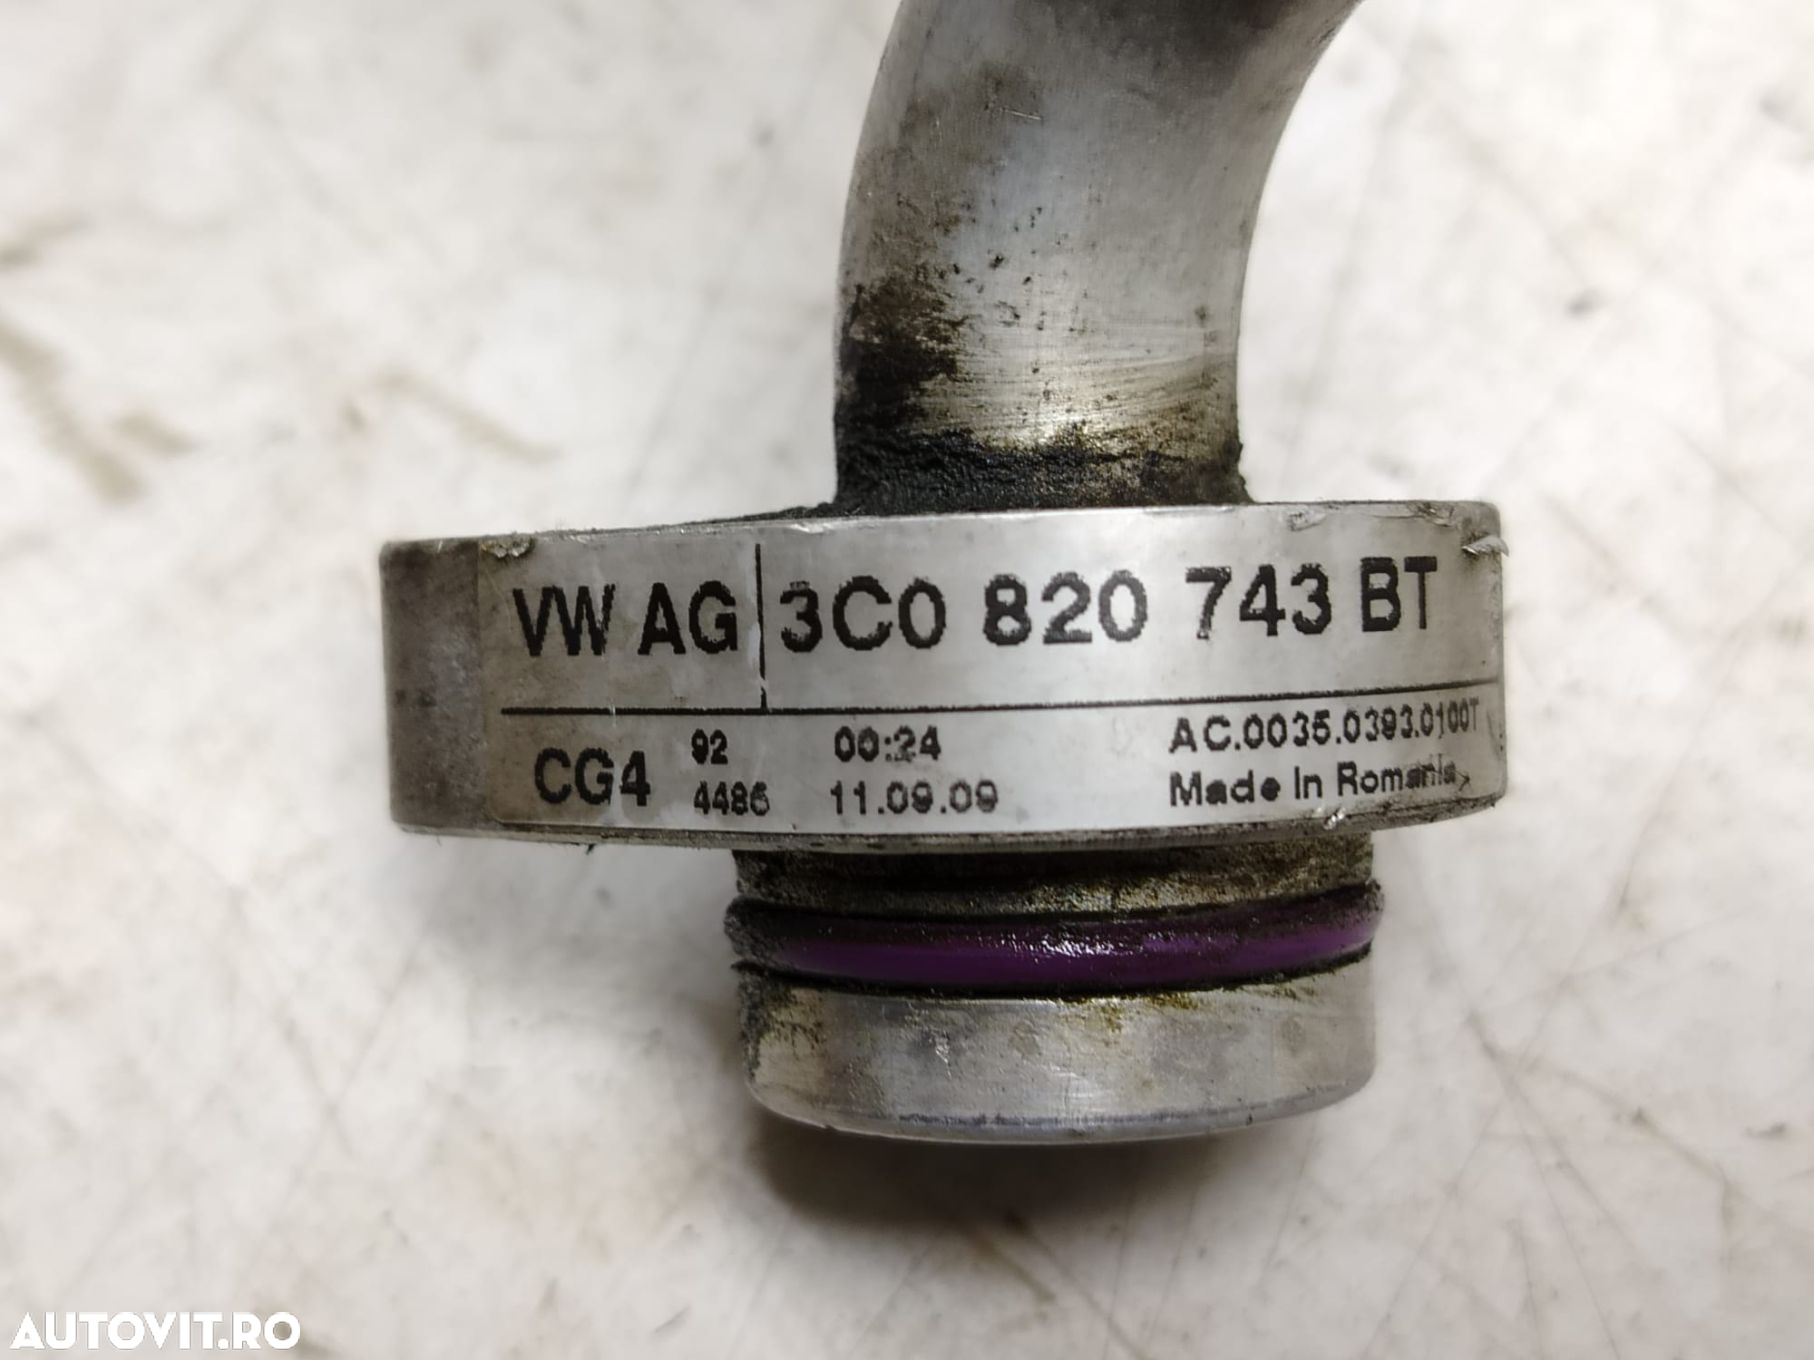 VW AG 3C0 820 743 BT
CG4 92 00:24 AC.0035.0393.0100T
4486 11.09.09 Made in Romania
AUTOVIT.RO